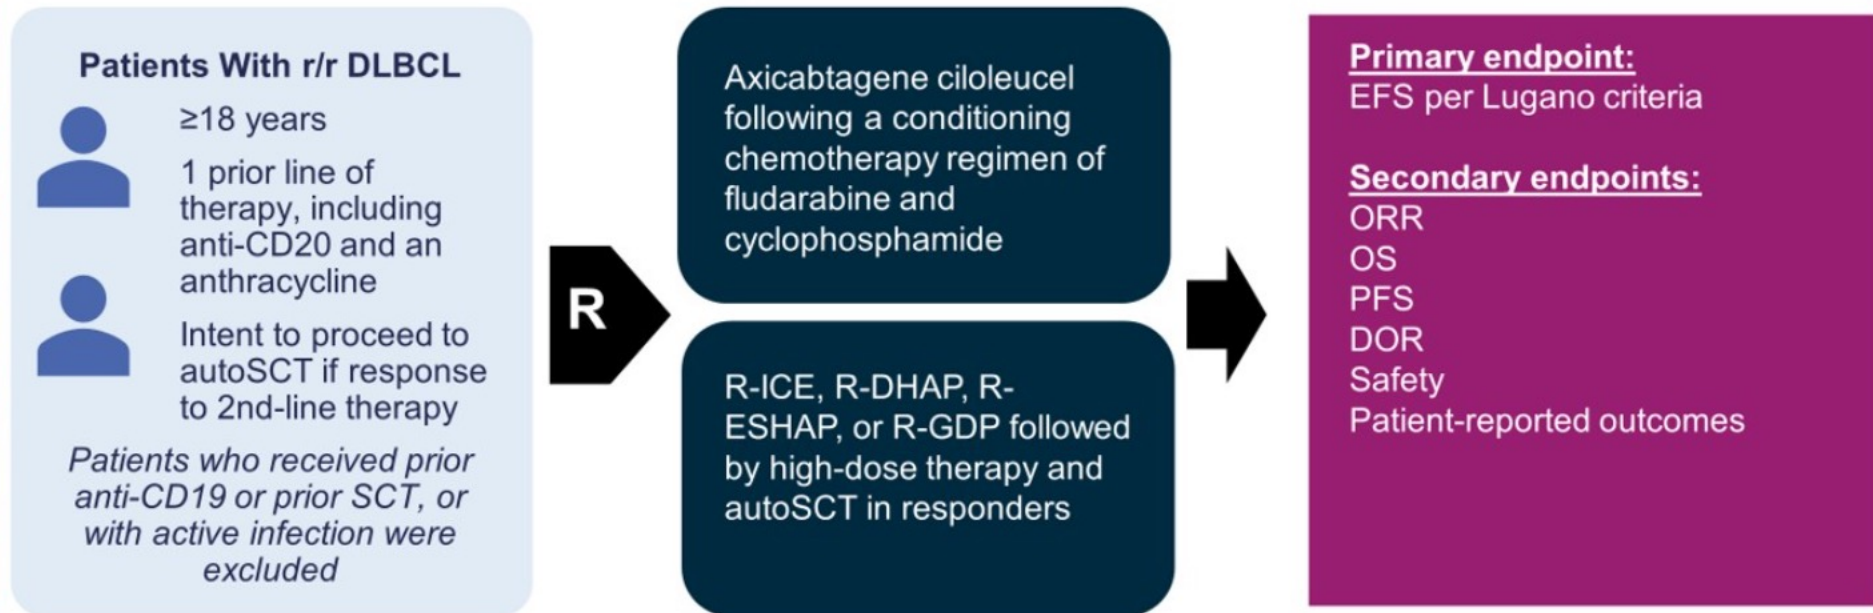 Patients With r/r DLBCL
≥18 years
1 prior line of
therapy, including
anti-CD20 and an
anthracycline
Intent to proceed to
autoSCT if response
to 2nd-line therapy
Patients who received prior
anti-CD19 or prior SCT, or
with active infection were
excluded
R
Axicabtagene ciloleucel
following a conditioning
chemotherapy regimen of
fludarabine and
cyclophosphamide
R-ICE, R-DHAP, R-
ESHAP, or R-GDP followed
by high-dose therapy and
autoSCT in responders
Primary endpoint:
EFS per Lugano criteria
Secondary endpoints:
ORR
OS
PFS
DOR
Safety
Patient-reported outcomes